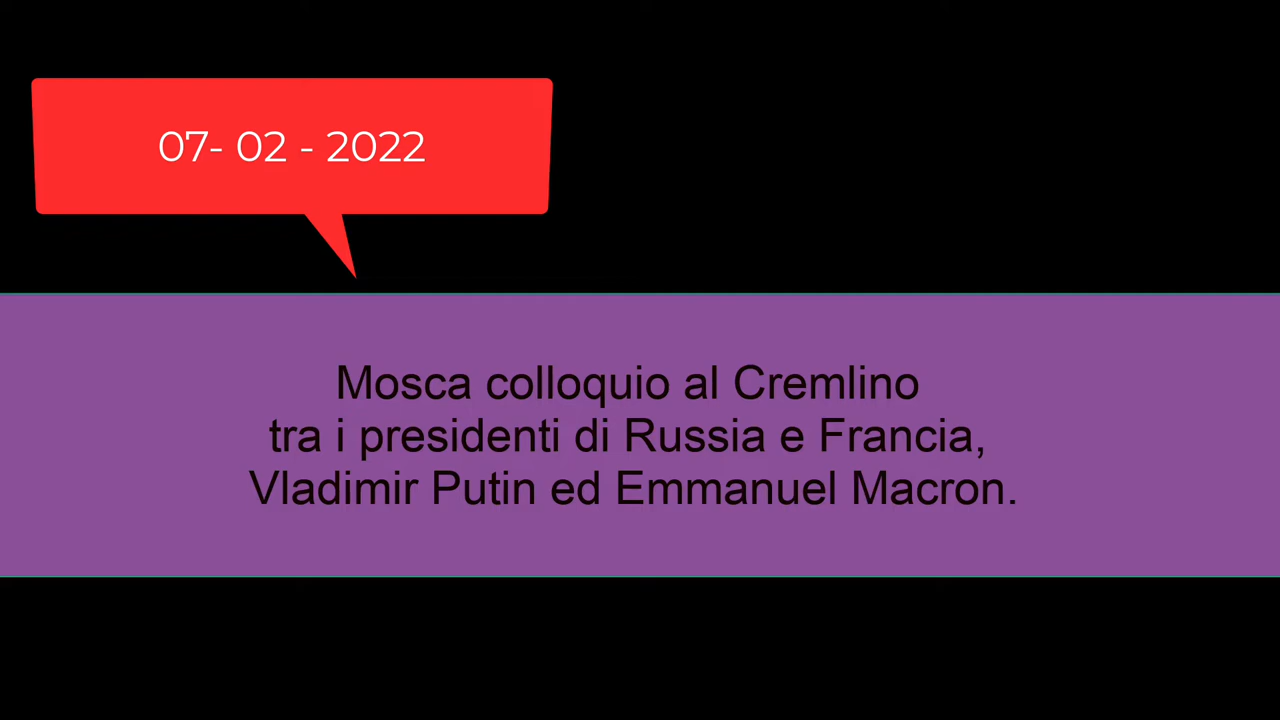 07- 02 - 2022
Mosca colloquio al Cremlino
tra i presidenti di Russia e Francia,
Vladimir Putin ed Emmanuel Macron.